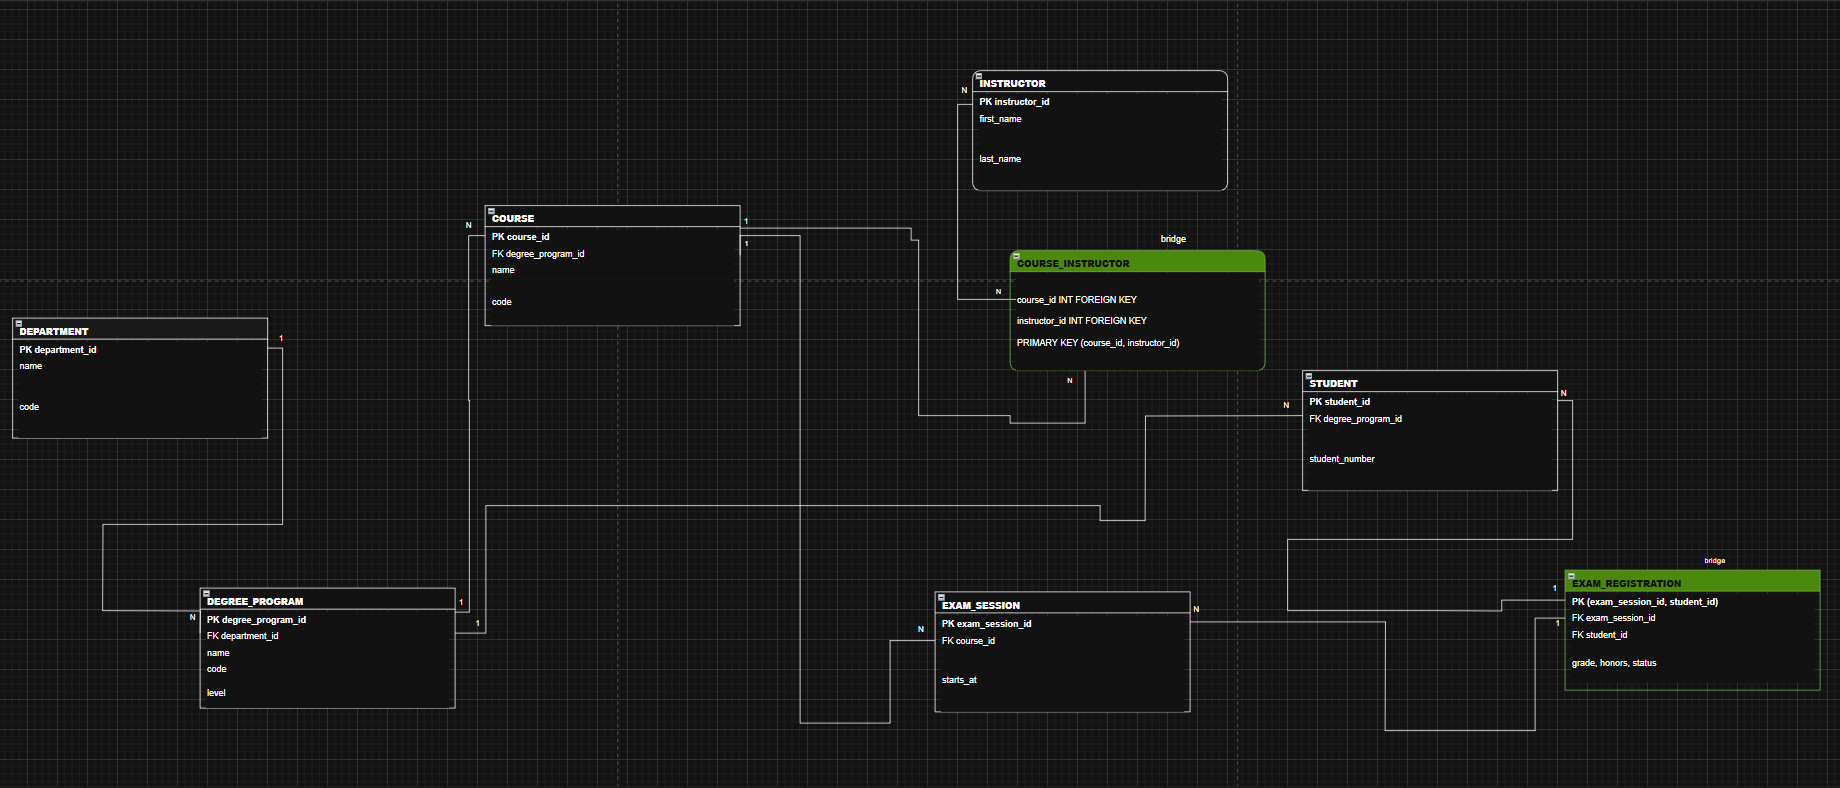 N
INSTRUCTOR
PK instructor_id
first_name
last_name
N
COURSE
PK course_id
FK degree_program_id
name
code
1
1
bridge
COURSE_INSTRUCTOR
N
course_id INT FOREIGN KEY
instructor_id INT FOREIGN KEY
PRIMARY KEY (course_id, instructor_id)
N
DEPARTMENT
PK department_id
name
code
1
N
STUDENT
PK student_id
FK degree_program_id
student_number
N
N
DEGREE_PROGRAM
PK degree_program_id
FK department_id
name
code
level
1
1
N
EXAM_SESSION
PK exam_session_id
FK course_id
starts_at
N
bridge
1
1
EXAM_REGISTRATION
PK (exam_session_id, student_id)
FK exam_session_id
FK student_id
grade, honors, status